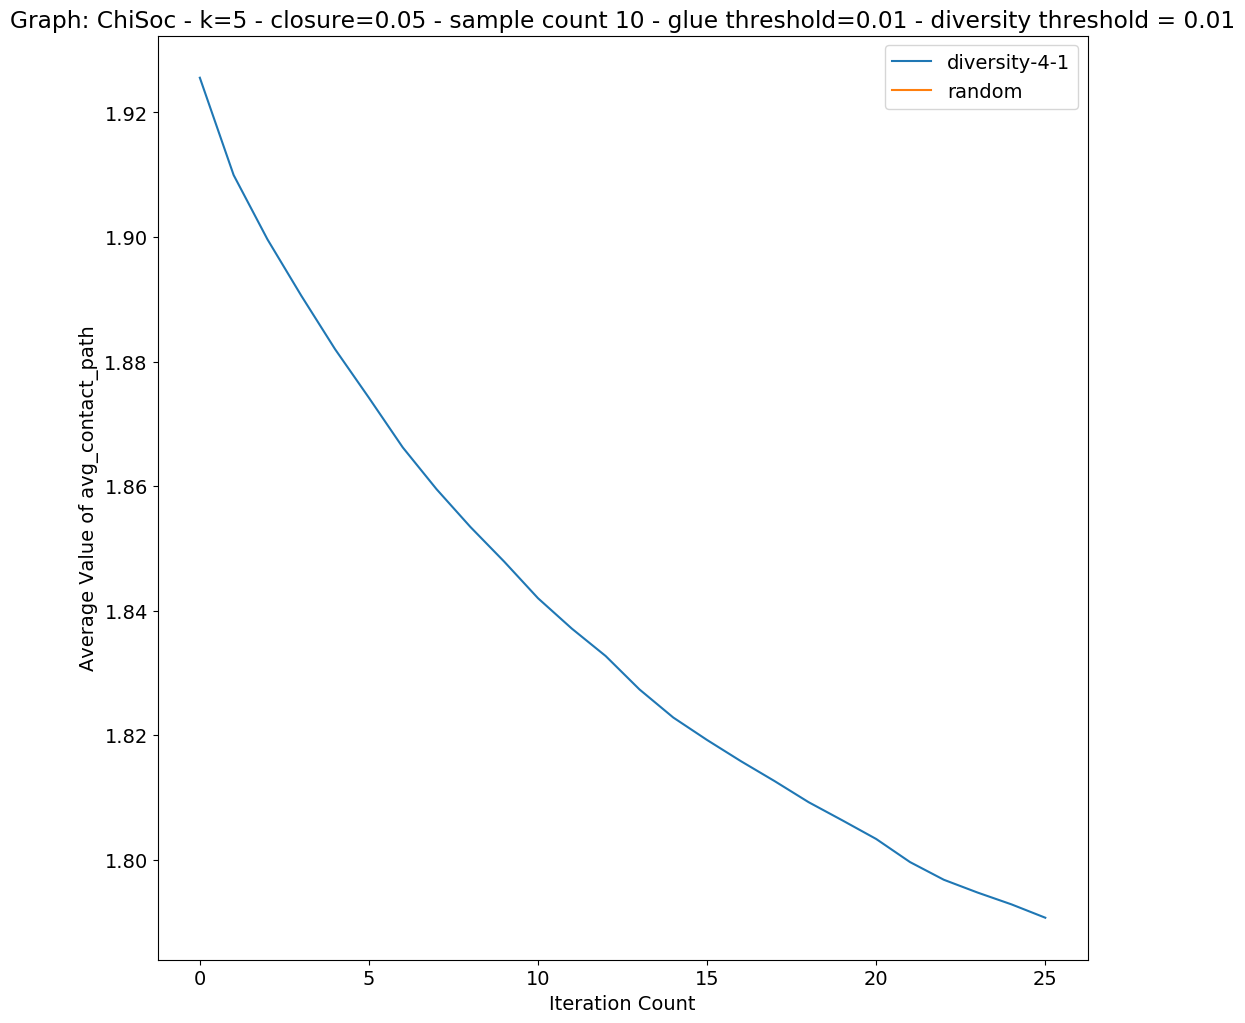 Graph: ChiSoc - k=5 - closure=0.05 - sample count 10 - glue threshold=0.01 - diversity threshold = 0.01
diversity-4-1
random
1.92
1.90
1.88
1.86
1.84
1.82
1.80
Average Value of avg_contact_path
0
5
10
15
20
25
Iteration Count